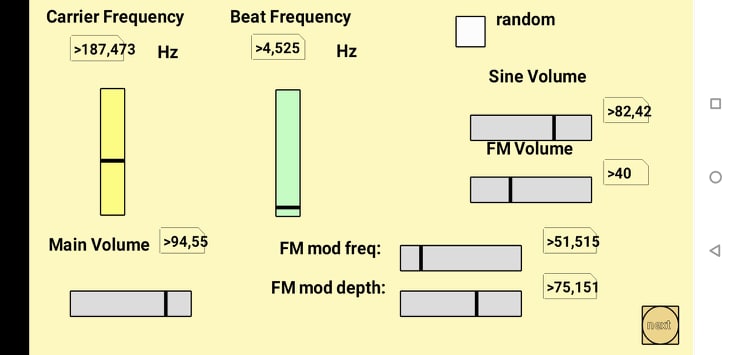 Carrier Frequency
>187,473 Hz
Beat Frequency
>4,525 Hz
random
Sine Volume
>82,42
FM Volume
>40
Main Volume >94,55
FM mod freq: >51,515
FM mod depth: >75,151
next